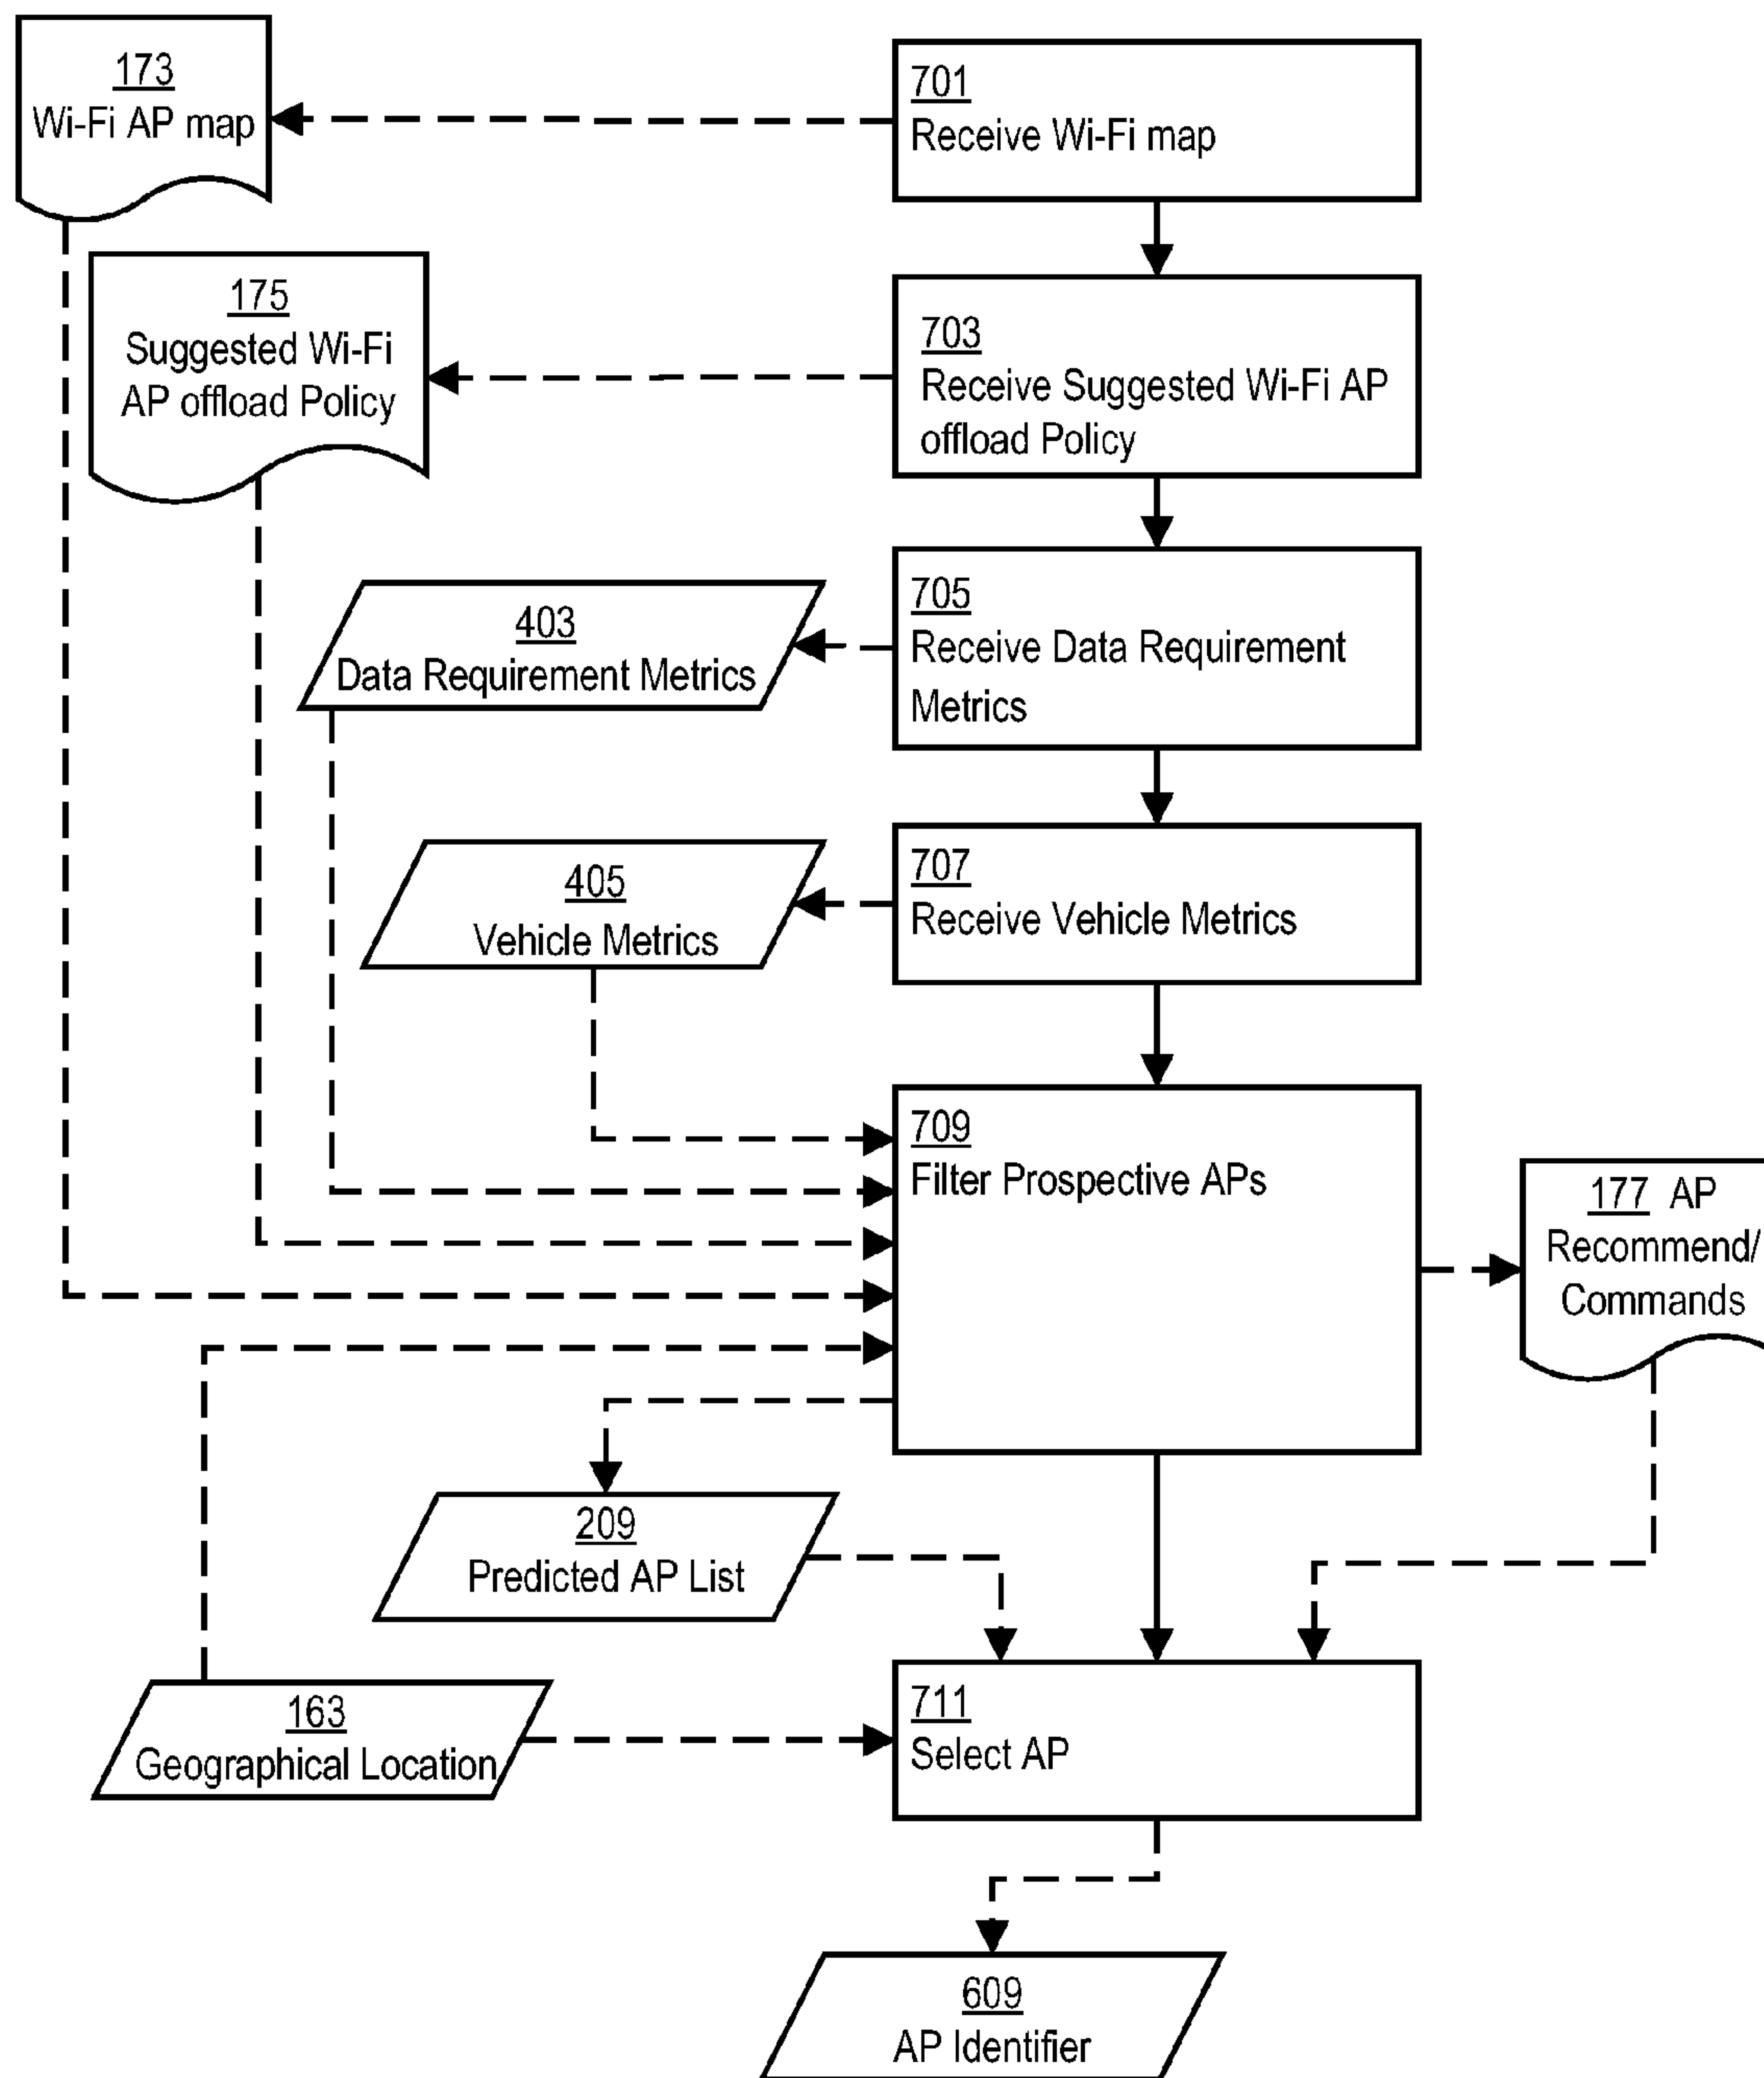 173
Wi-Fi AP map
701
Receive Wi-Fi map
175
Suggested Wi-Fi
AP offload Policy
703
Receive Suggested Wi-Fi AP
offload Policy
403
Data Requirement Metrics
705
Receive Data Requirement
Metrics
405
Vehicle Metrics
707
Receive Vehicle Metrics
709
Filter Prospective APs
177 AP
Recommend/
Commands
209
Predicted AP List
163
Geographical Location
711
Select AP
609
AP Identifier